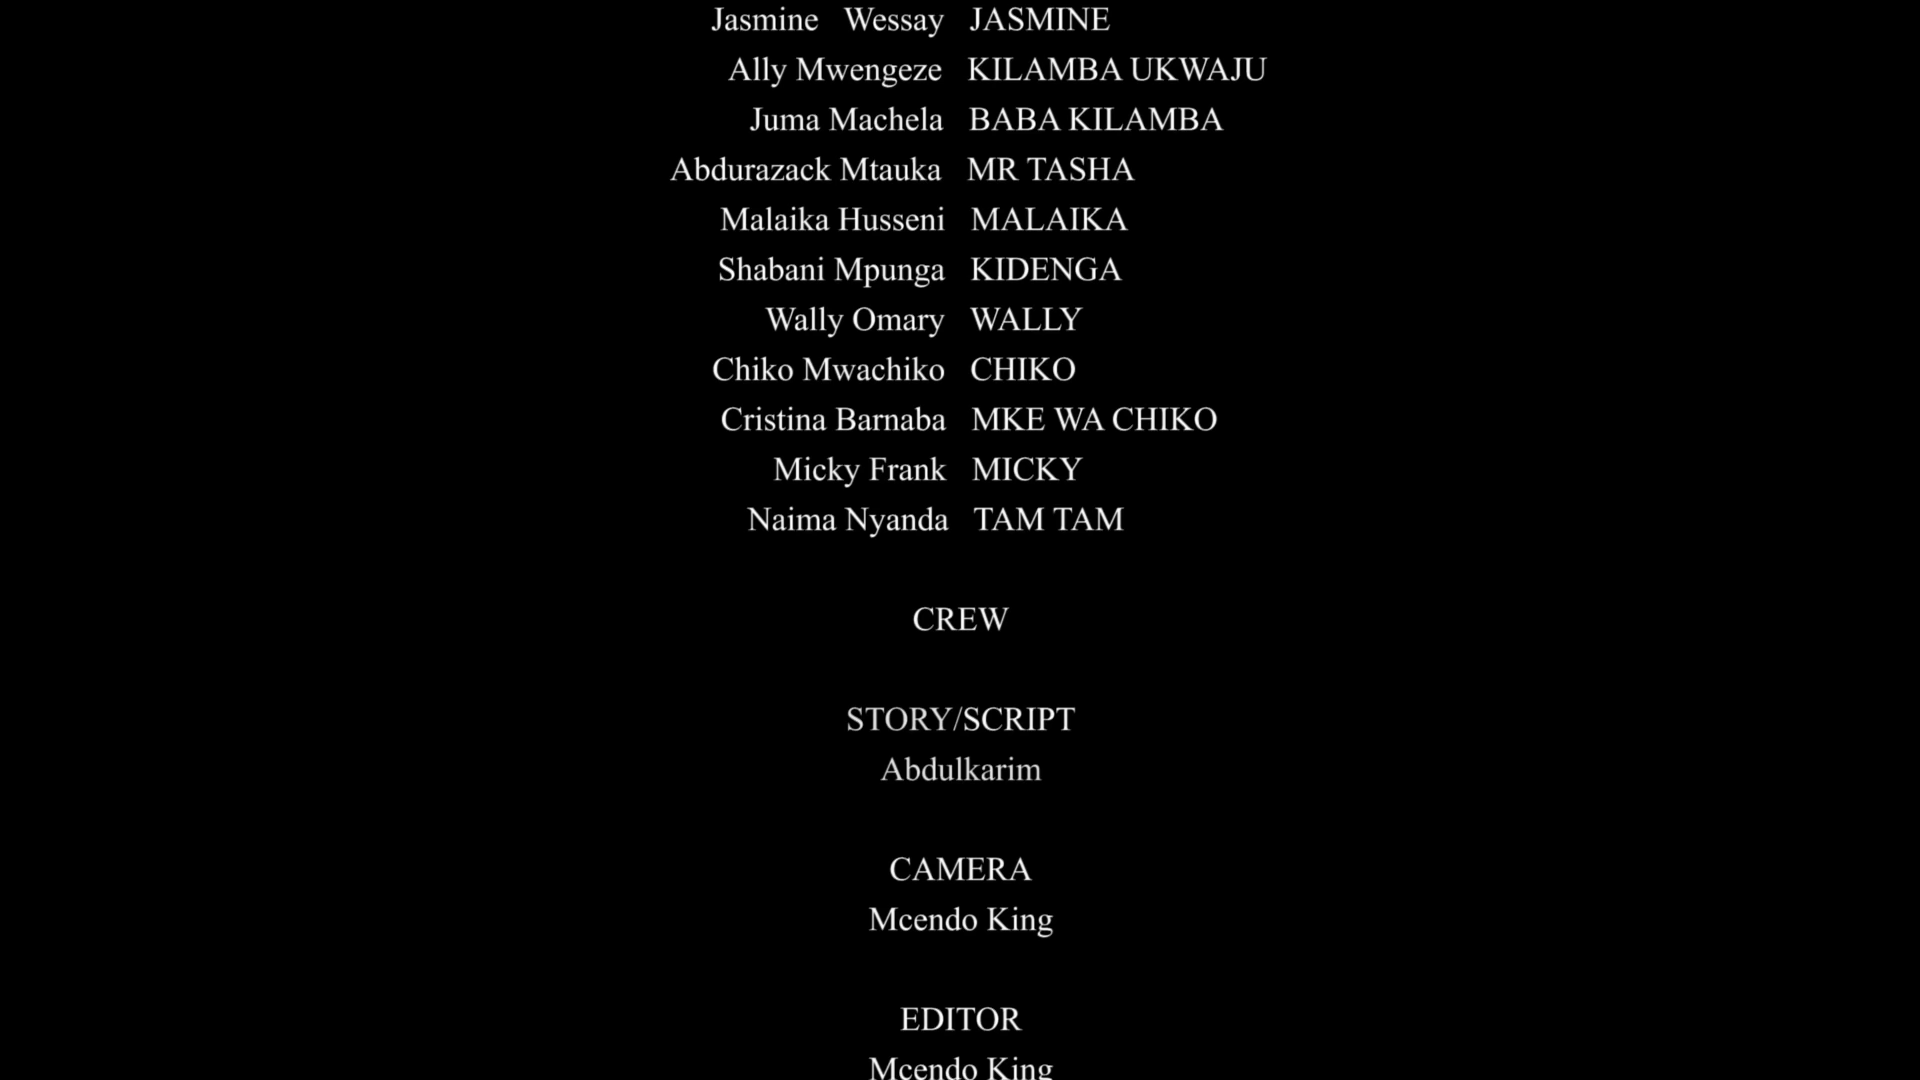 Jasmine Wessay JASMINE
Ally Mwengeze KILAMBA UKWAJU
Juma Machela BABA KILAMBA
Abdurazack Mtauka MR TASHA
Malaika Husseni MALAIKA
Shabani Mpunga KIDENGA
Wally Omary WALLY
Chiko Mwachiko CHIKO
Cristina Barnaba MKE WA CHIKO
Micky Frank MICKY
Naima Nyanda TAM TAM
CREW
STORY/SCRIPT
Abdulkarim
CAMERA
Mcendo King
EDITOR
Mcendo King